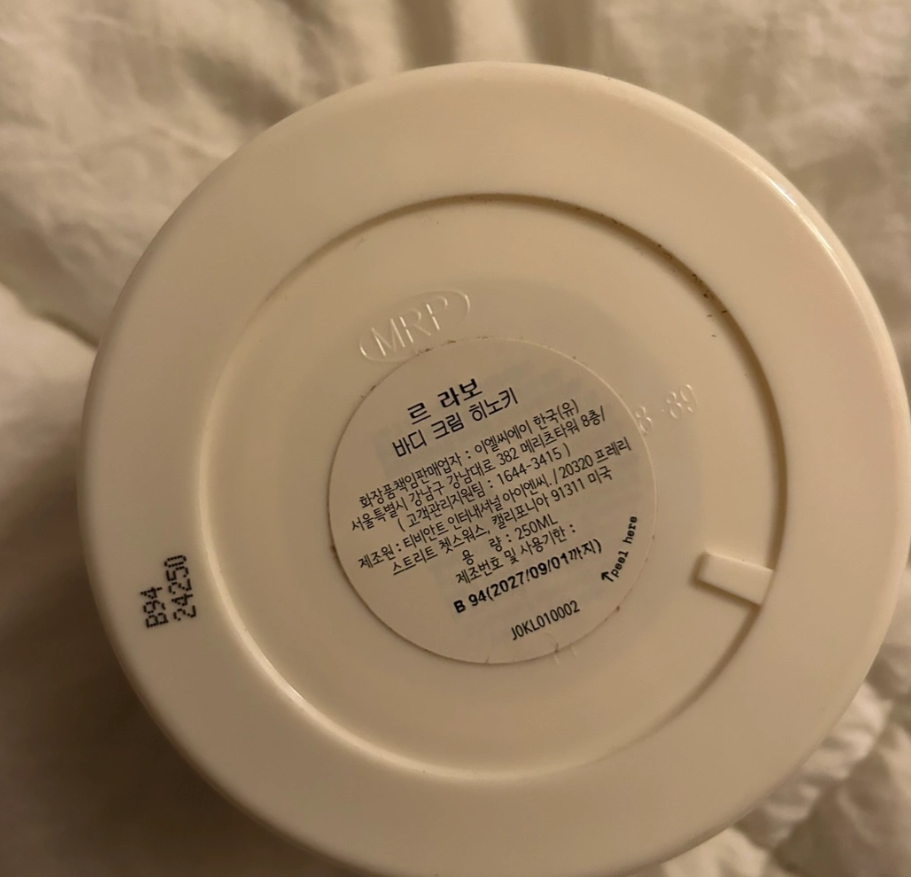 MRP
르 라보
바디 크림 히노키
화장품책임판매업자 : 이엘씨에이 한국(유)
서울특별시 강남구 강남대로 382 메리츠타워 8층/
( 고객관리지원팀 : 1644-3415 )
제조원 : 티비안트 인터내셔널 아이엔씨. / 20320 프레리
스트리트 챗스워스, 캘리포니아 91311 미국
용 량 : 250ML
제조번호 및 사용기한 :
B 94(2027/09/01까지)
J0KL010002
↑peel here
8-89
B94
24250